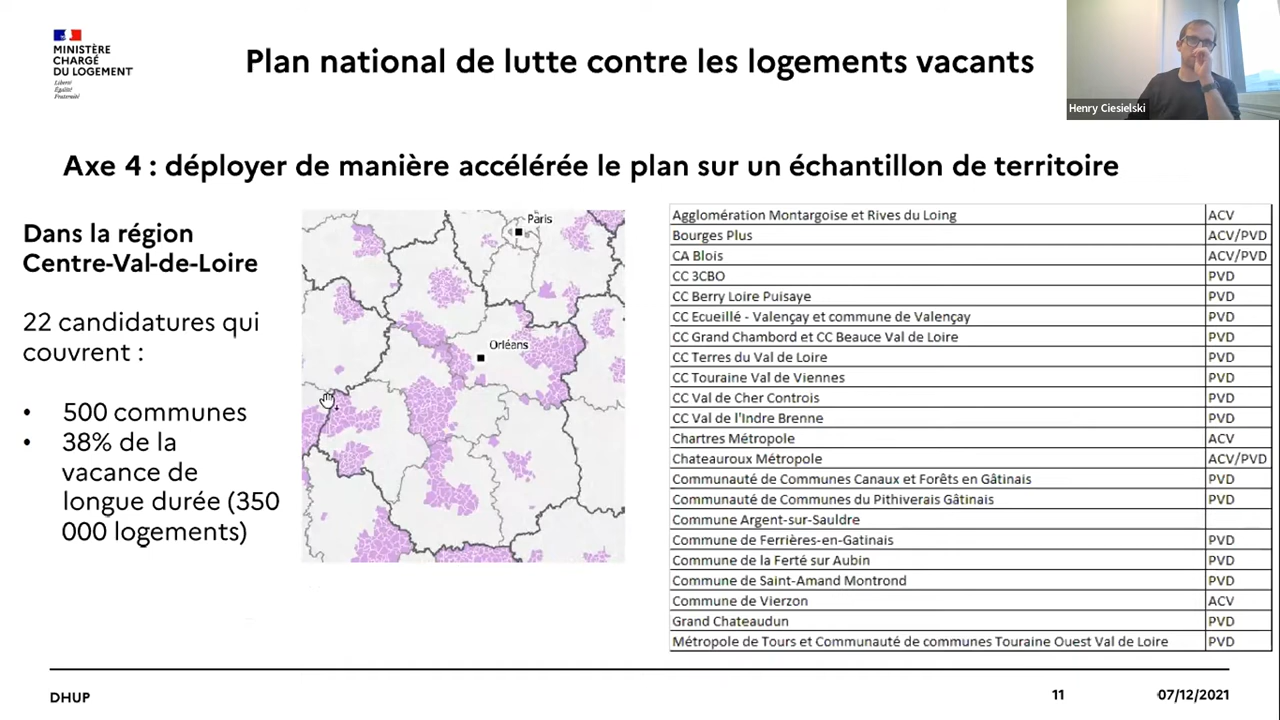 MINISTÈRE
CHARGÉ
DU LOGEMENT
Liberté
Égalité
Fraternité
Plan national de lutte contre les logements vacants
Henry Ciesielski
Axe 4 : déployer de manière accélérée le plan sur un échantillon de territoire
Dans la région
Centre-Val-de-Loire
22 candidatures qui
couvrent :
• 500 communes
• 38% de la
vacance de
longue durée (350
000 logements)
Paris
Orléans
Agglomération Montargoise et Rives du Loing ACV
Bourges Plus ACV/PVD
CA Blois ACV/PVD
CC 3CBO PVD
CC Berry Loire Puisaye PVD
CC Ecueillé - Valençay et commune de Valençay PVD
CC Grand Chambord et CC Beauce Val de Loire PVD
CC Terres du Val de Loire PVD
CC Touraine Val de Viennes PVD
CC Val de Cher Controis PVD
CC Val de l'Indre Brenne PVD
Chartres Métropole ACV
Chateauroux Métropole ACV/PVD
Communauté de Communes Canaux et Forêts en Gâtinais PVD
Communauté de Communes du Pithiverais Gâtinais PVD
Commune Argent-sur-Sauldre
Commune de Ferrières-en-Gatinais PVD
Commune de la Ferté sur Aubin PVD
Commune de Saint-Amand Montrond PVD
Commune de Vierzon ACV
Grand Chateaudun PVD
Métropole de Tours et Communauté de communes Touraine Ouest Val de Loire PVD
DHUP
11
07/12/2021